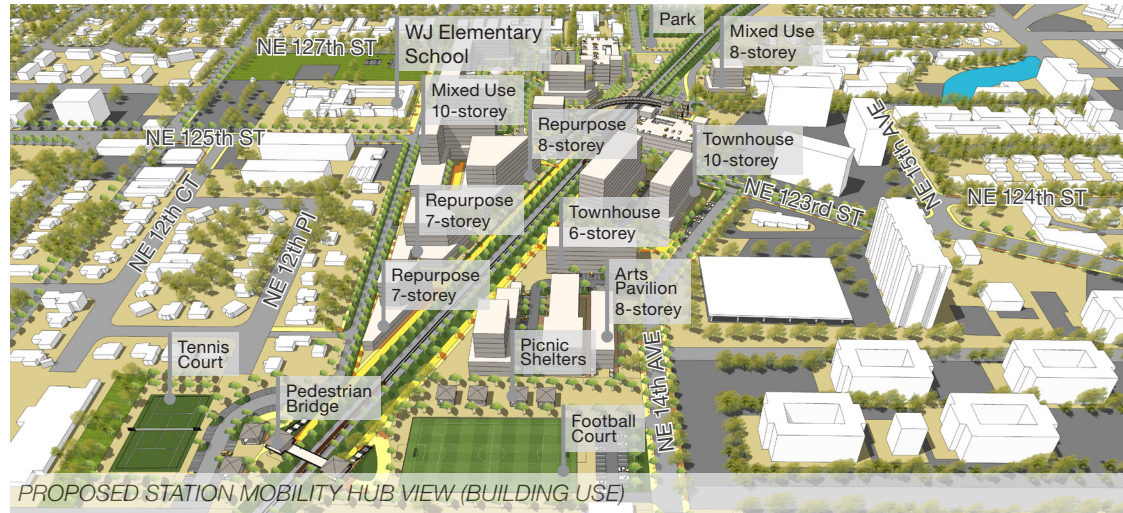 Park
NE 127th ST
WJ Elementary
School
Mixed Use
8-storey
Mixed Use
10-storey
NE 15th AVE
NE 125th ST
Repurpose
8-storey
Townhouse
10-storey
NE 12th CT
NE 123rd ST
NE 124th ST
Repurpose
7-storey
Townhouse
6-storey
NE 12th Pl
Repurpose
7-storey
Arts
Pavilion
8-storey
Tennis
Court
Picnic
Shelters
NE 14th AVE
Pedestrian
Bridge
Football
Court
PROPOSED STATION MOBILITY HUB VIEW (BUILDING USE)